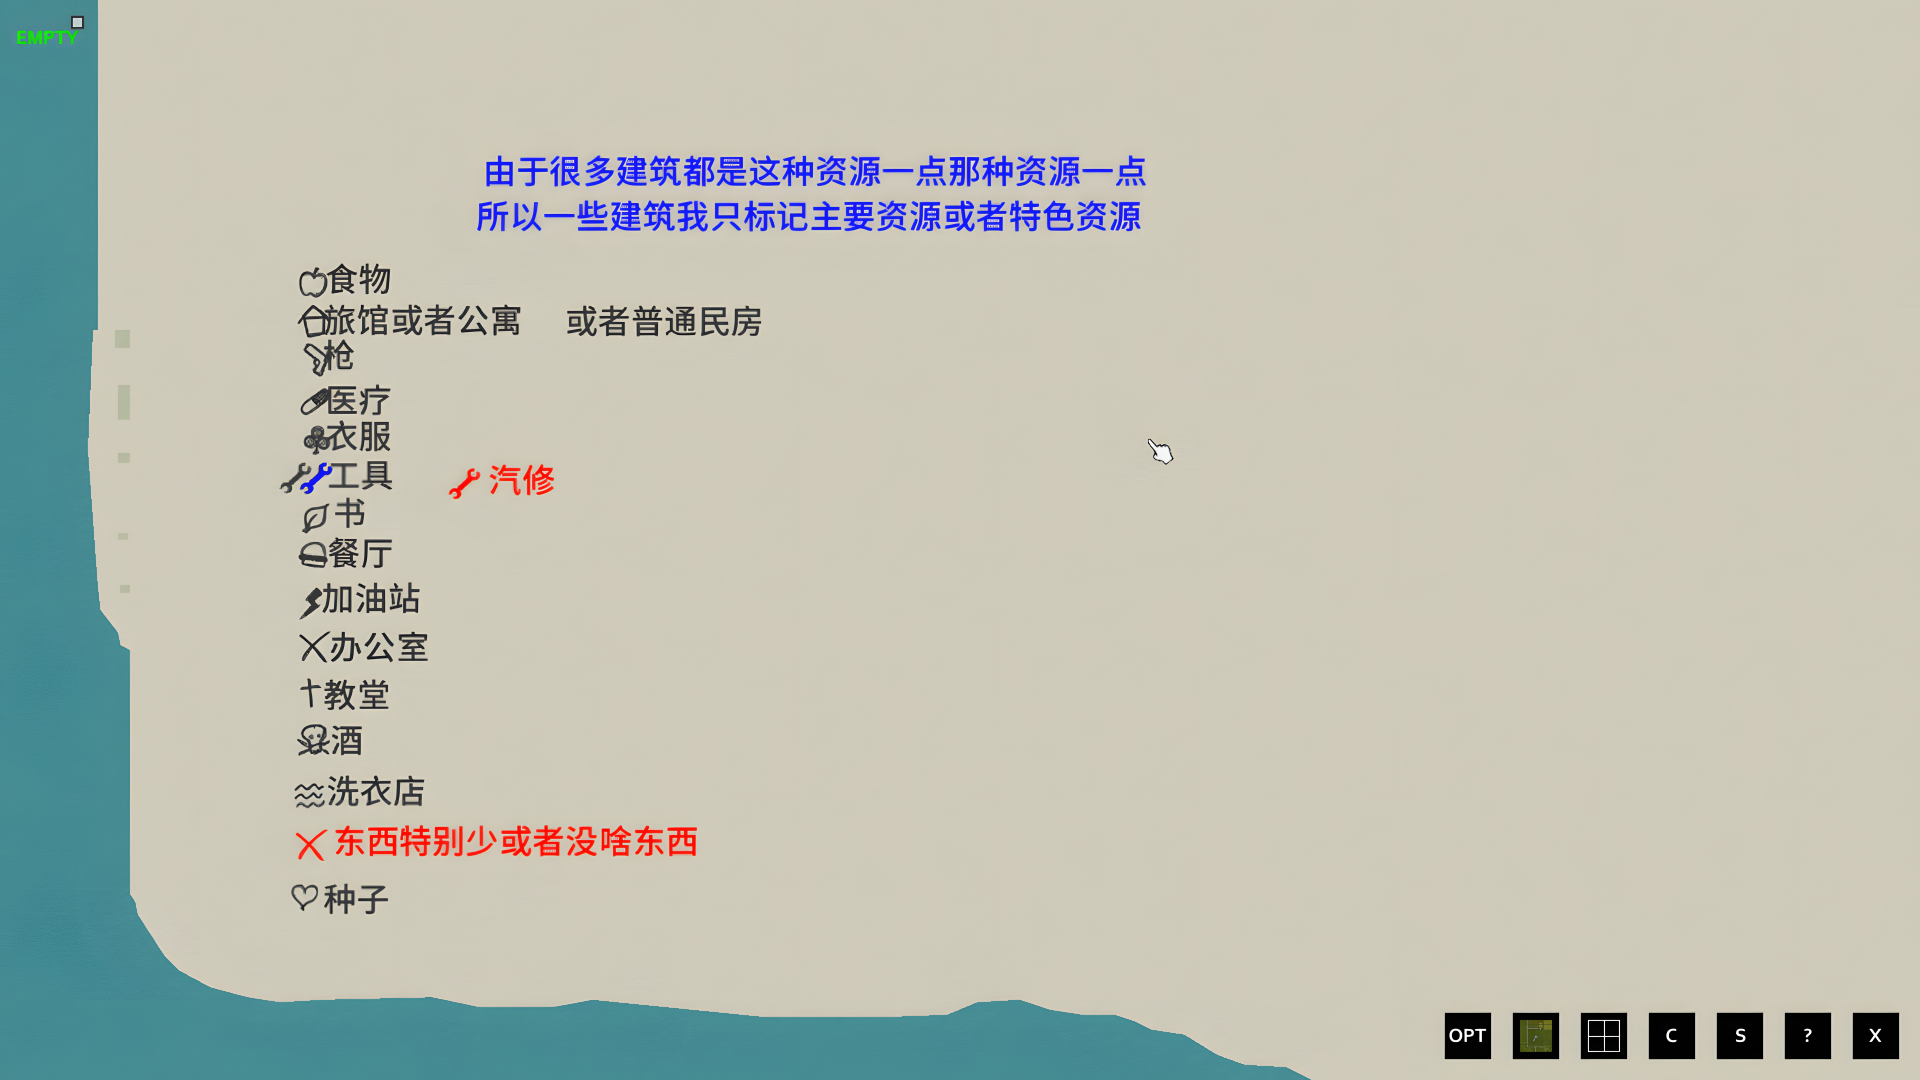 EMPTY
由于很多建筑都是这种资源一点那种资源一点
所以一些建筑我只标记主要资源或者特色资源
食物
旅馆或者公寓 或者普通民房
枪
医疗
衣服
工具 汽修
书
餐厅
加油站
办公室
教堂
酒
洗衣店
东西特别少或者没啥东西
种子
OPT C S ? X